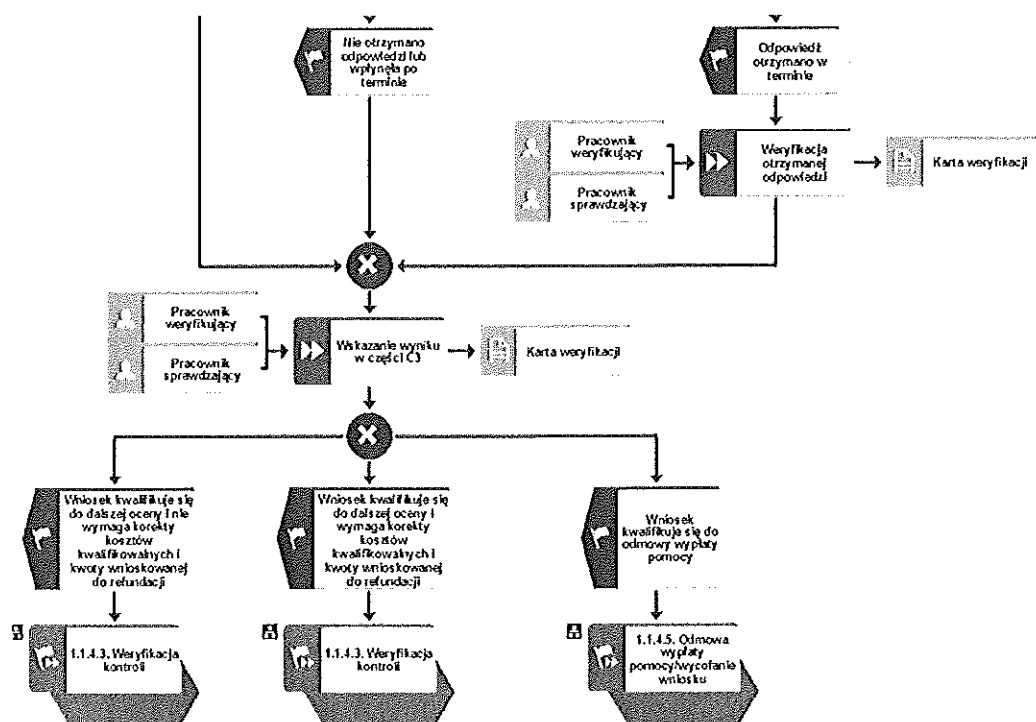 Nie otrzymano
odpowiedzi lub
wpłynęła po
terminie
Odpowiedź
otrzymano w
terminie
Pracownik
weryfikujący
Pracownik
sprawdzający
Weryfikacja
otrzymanej
odpowiedzi
Karta weryfikacji
Pracownik
weryfikujący
Pracownik
sprawdzający
Wskazanie wyniku
w części C3
Karta weryfikacji
Wniosek kwalifikuje się
do dalszej oceny i nie
wymaga korekty
kosztów
kwalifikowalnych i
kwoty wnioskowanej
do refundacji
Wniosek kwalifikuje się
do dalszej oceny i
wymaga korekty
kosztów
kwalifikowalnych i
kwoty wnioskowanej
do refundacji
Wniosek
kwalifikuje się do
odmowy wypłaty
pomocy
1.1.4.3. Weryfikacja
kontroli
1.1.4.3. Weryfikacja
kontroli
1.1.4.5. Odmowa
wypłaty
pomocy/wycofanie
wniosku